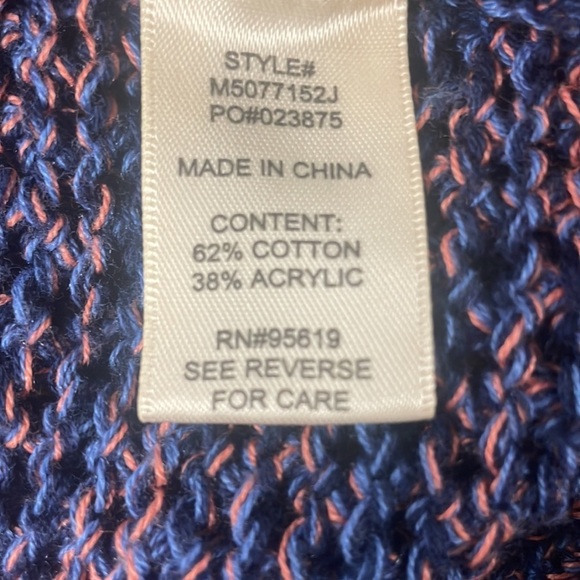 STYLE#
M5077152J
PO#023875
MADE IN CHINA
CONTENT:
62% COTTON
38% ACRYLIC
RN#95619
SEE REVERSE
FOR CARE